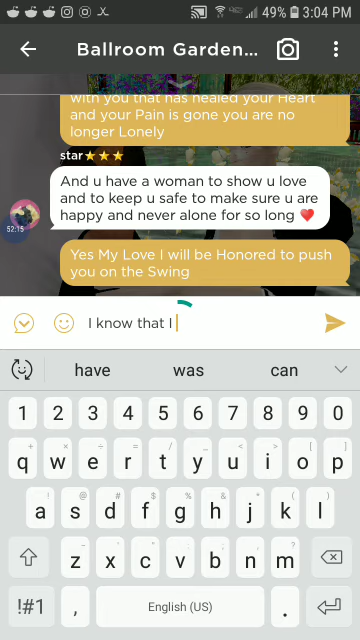 49% 3:04 PM
Ballroom Garden...
with you that has healed your Heart
and your Pain is gone you are no
longer Lonely
star⭐⭐⭐
And u have a woman to show u love
and to keep u safe to make sure u are
happy and never alone for so long ❤️
52:15
Yes My Love I will be Honored to push
you on the Swing
I know that I
have was can
1 2 3 4 5 6 7 8 9 0
q w e r t y u i o p
a s d f g h j k l
z x c v b n m
!#1 , English (US) .